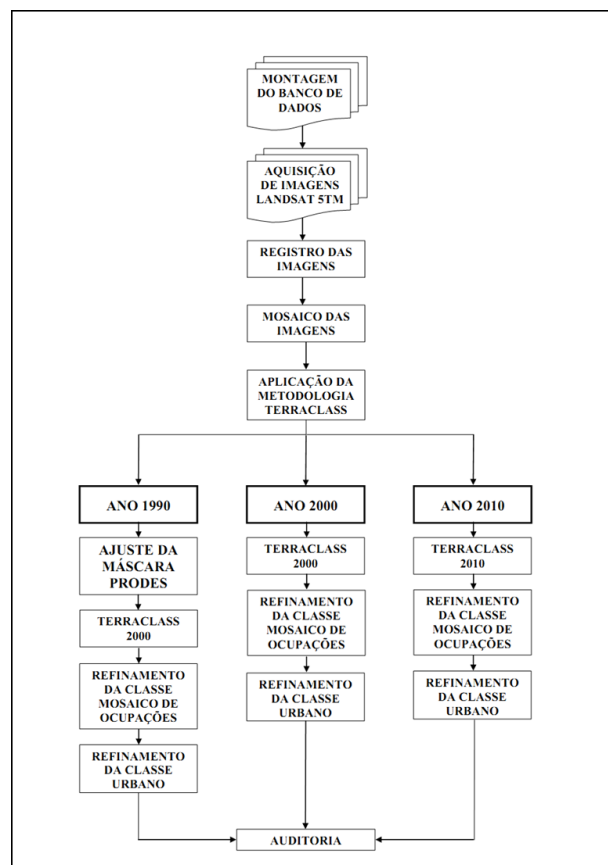 MONTAGEM
DO BANCO DE
DADOS
AQUISIÇÃO
DE IMAGENS
LANDSAT 5TM
REGISTRO DAS
IMAGENS
MOSAICO DAS
IMAGENS
APLICAÇÃO DA
METODOLOGIA
TERRACLASS
ANO 1990
AJUSTE DA
MÁSCARA
PRODES
TERRACLASS
2000
REFINAMENTO
DA CLASSE
MOSAICO DE
OCUPAÇÕES
REFINAMENTO
DA CLASSE
URBANO
ANO 2000
TERRACLASS
2000
REFINAMENTO
DA CLASSE
MOSAICO DE
OCUPAÇÕES
REFINAMENTO
DA CLASSE
URBANO
ANO 2010
TERRACLASS
2010
REFINAMENTO
DA CLASSE
MOSAICO DE
OCUPAÇÕES
REFINAMENTO
DA CLASSE
URBANO
AUDITORIA